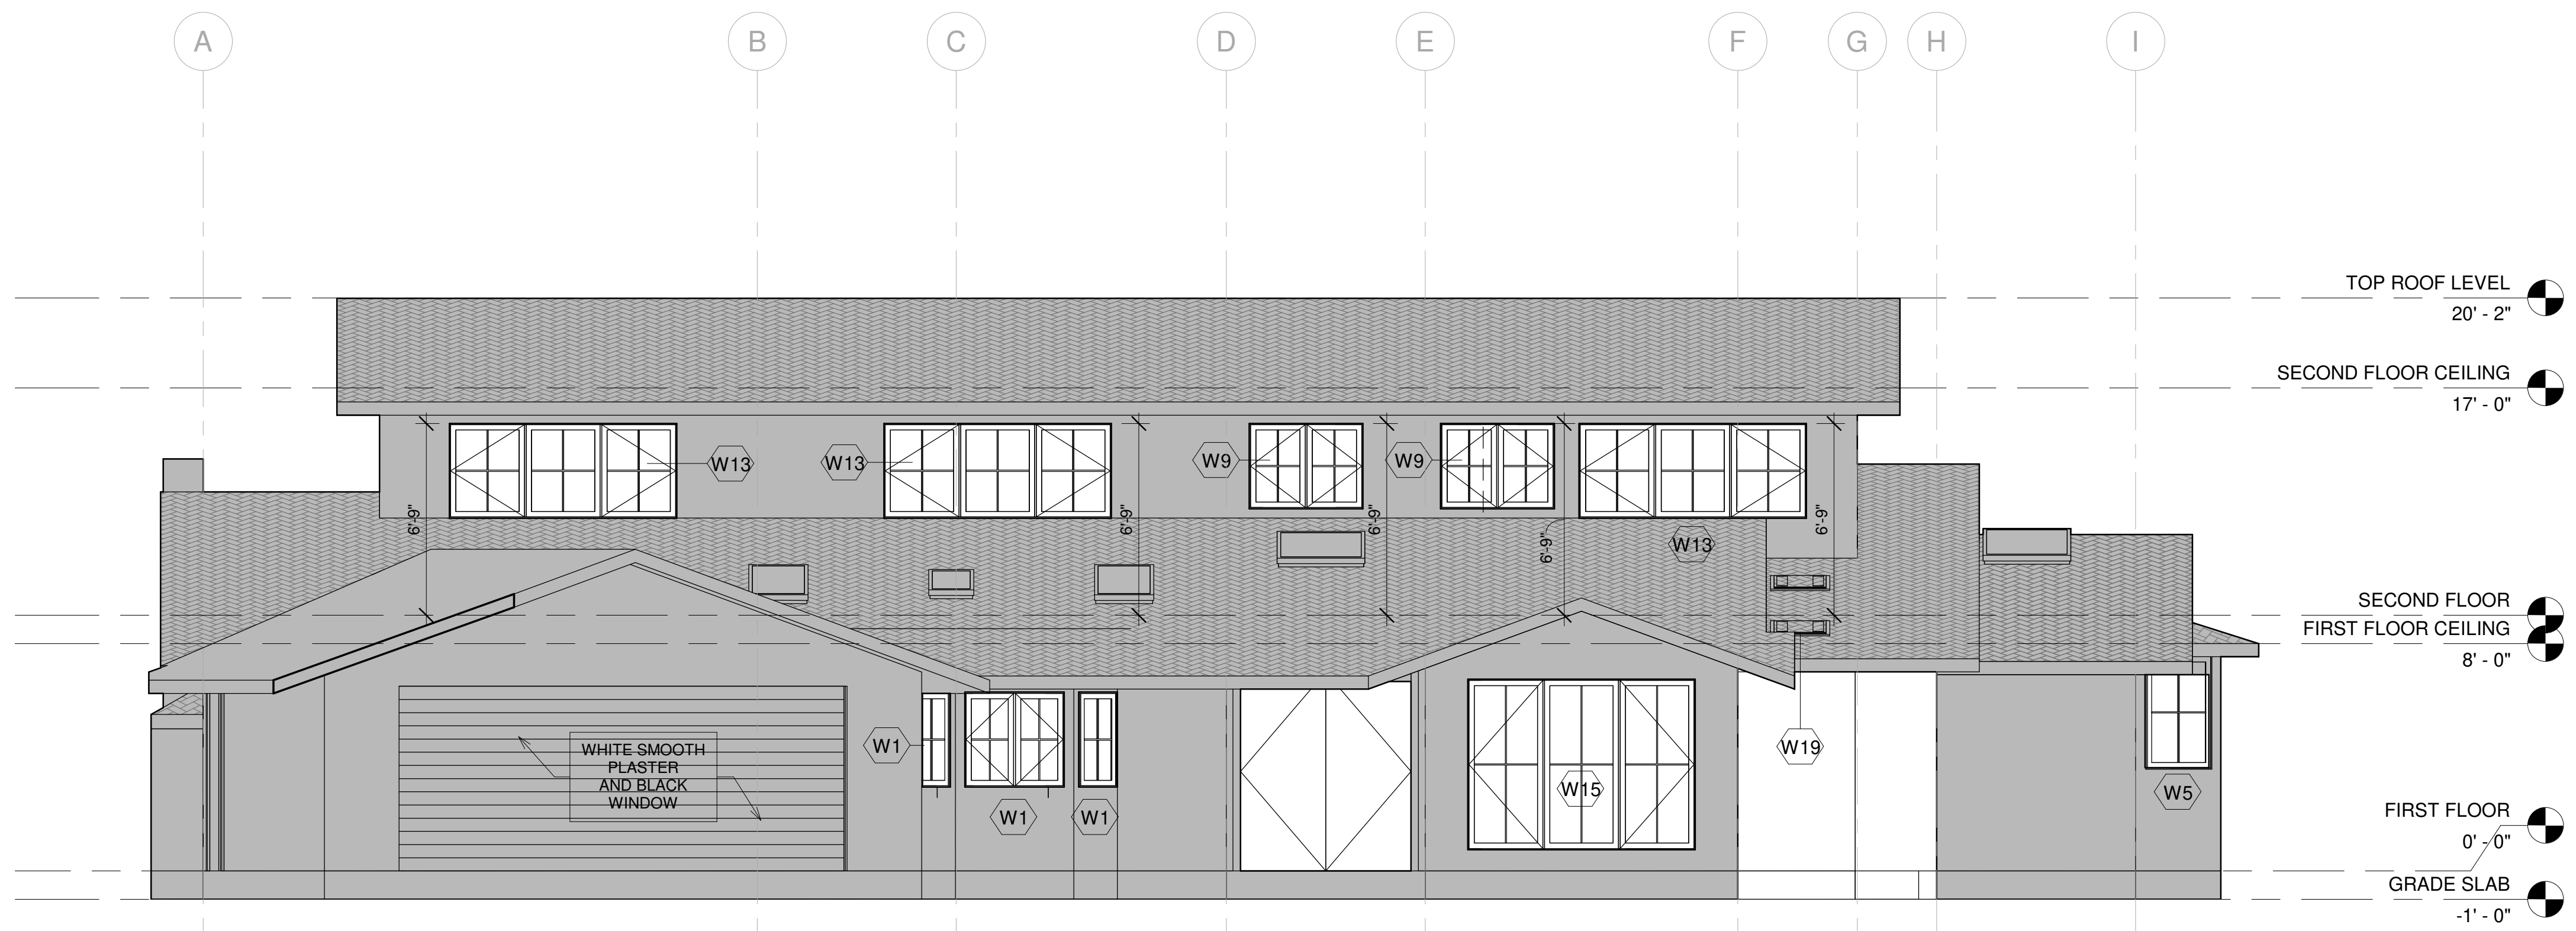 A B C D E F G H I
TOP ROOF LEVEL
20' - 2"
SECOND FLOOR CEILING
17' - 0"
W13 W13 W9 W9
6'-9" 6'-9" 6'-9" 6'-9" 6'-9"
W13
SECOND FLOOR
FIRST FLOOR CEILING
8' - 0"
W1 W19
WHITE SMOOTH
PLASTER
AND BLACK
WINDOW
W15 W5
W1 W1
FIRST FLOOR
0' - 0"
GRADE SLAB
-1' - 0"